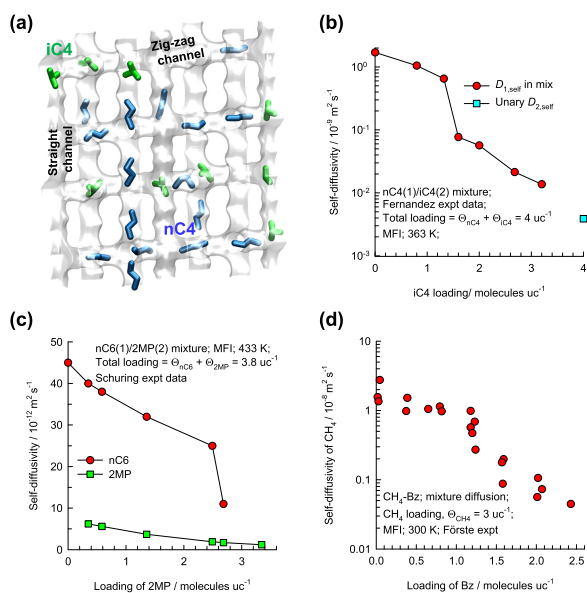 (a)
iC4
Zig-zag
channel
Straight
channel
nC4
(b)
Self-diffusivity / 10⁻⁹ m² s⁻¹
10⁰
10⁻¹
10⁻²
10⁻³
D₁,self in mix
Unary D₂,self
nC4(1)/iC4(2) mixture;
Fernandez expt data;
Total loading = ΘnC4 + ΘiC4 = 4 uc⁻¹
MFI; 363 K;
0 1 2 3 4
iC4 loading/ molecules uc⁻¹
(c)
Self-diffusivity / 10⁻¹² m² s⁻¹
50
40
30
20
10
0
nC6(1)/2MP(2) mixture; MFI; 433 K;
Total loading = ΘnC6 + Θ2MP = 3.8 uc⁻¹
Schuring expt data
nC6
2MP
0 1 2 3
Loading of 2MP / molecules uc⁻¹
(d)
Self-diffusivity of CH₄ / 10⁻⁸ m² s⁻¹
10
1
0.1
0.01
CH₄-Bz; mixture diffusion;
CH₄ loading, ΘCH4 = 3 uc⁻¹;
MFI; 300 K; Förste expt
0.0 0.5 1.0 1.5 2.0 2.5
Loading of Bz/ molecules uc⁻¹